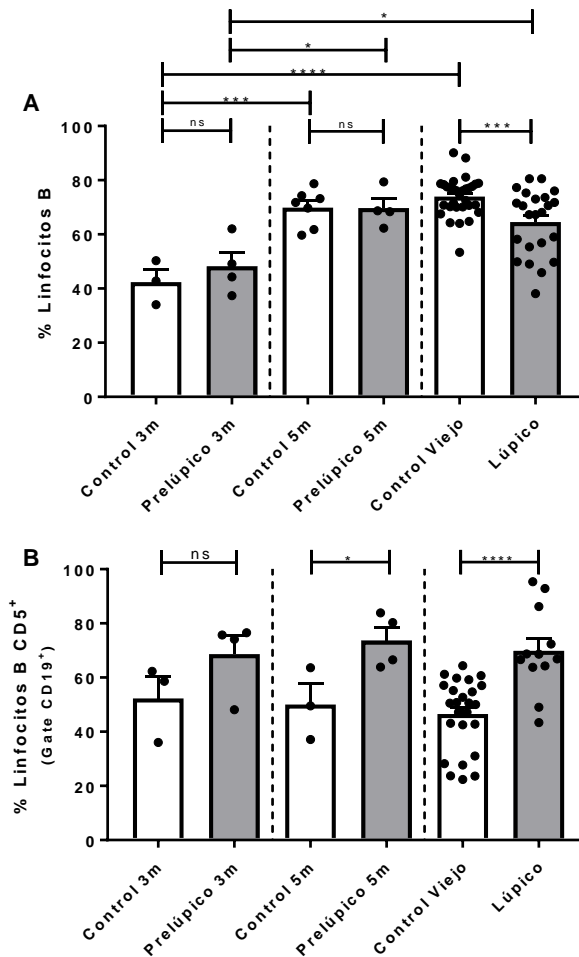 *
*
****
A
***
ns
ns
***
100
80
60
40
20
0
% Linfocitos B
Control 3m
Prelúpico 3m
Control 5m
Prelúpico 5m
Control Viejo
Lúpico
B
ns
*
****
100
80
60
40
20
0
% Linfocitos B CD5⁺
(Gate CD19⁺)
Control 3m
Prelúpico 3m
Control 5m
Prelúpico 5m
Control Viejo
Lúpico